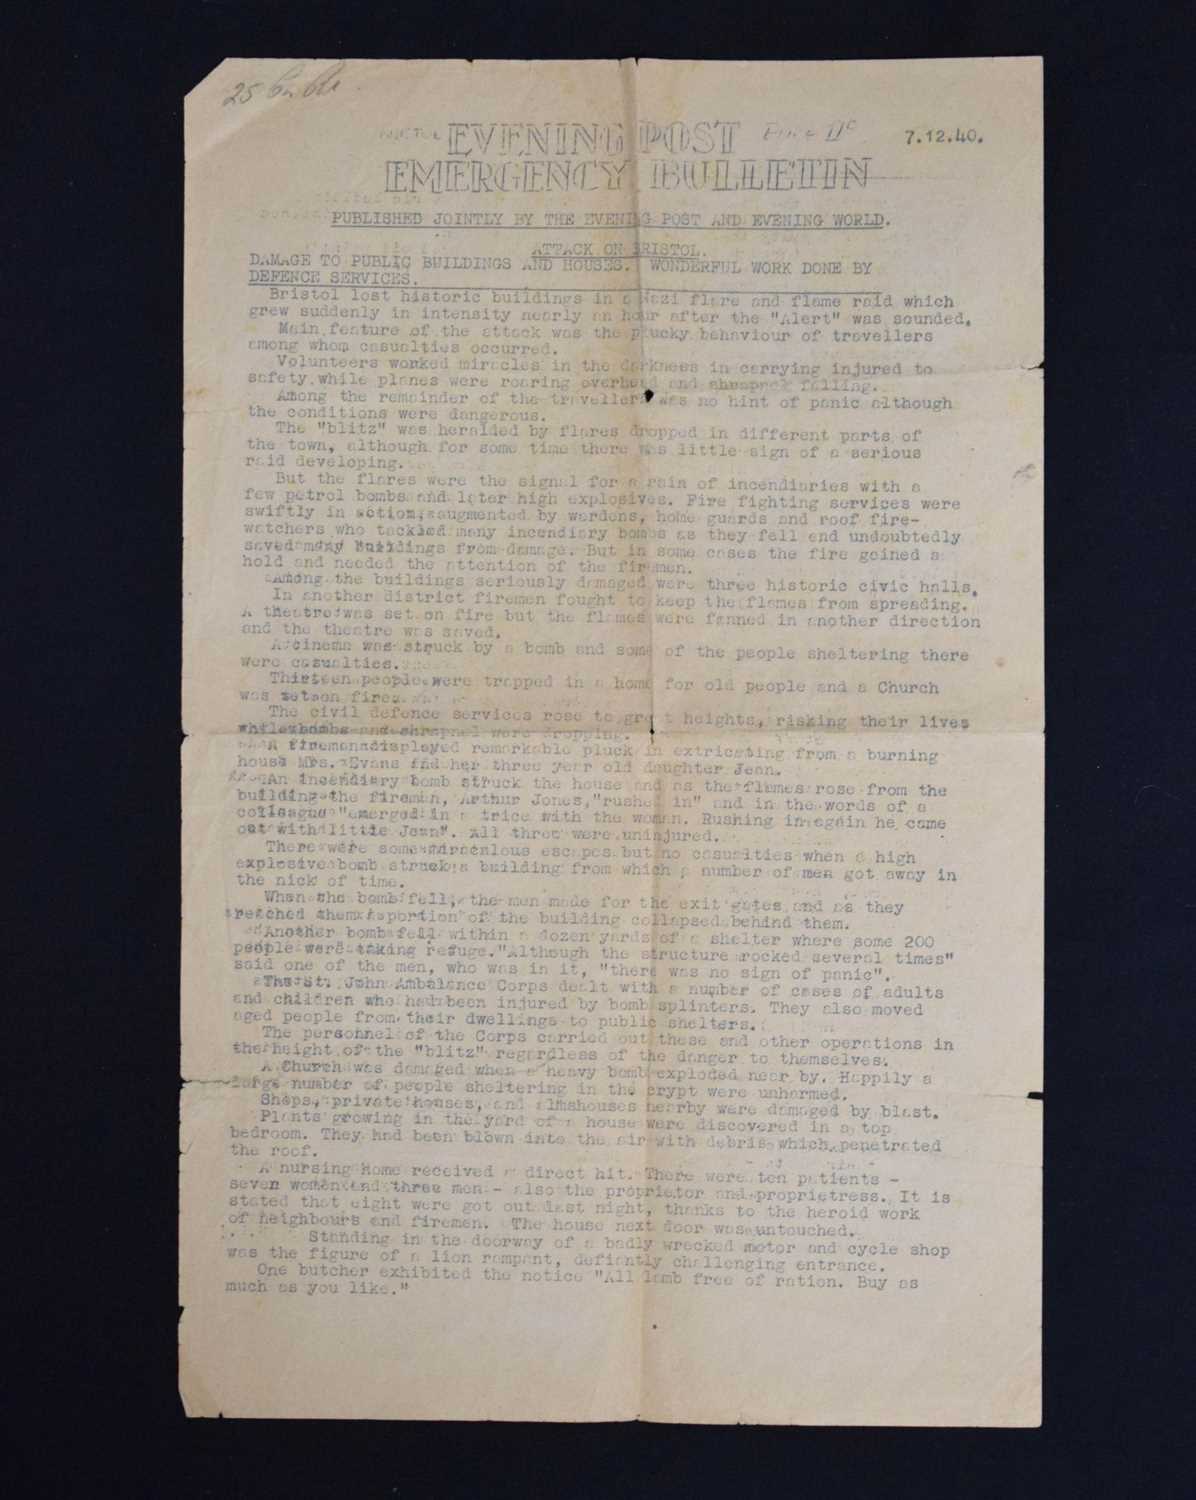 25
EVENING POST 7.12.40.
EMERGENCY BULLETIN
PUBLISHED JOINTLY BY THE EVENING POST AND EVENING WORLD.
ATTACK ON BRISTOL.
DAMAGE TO PUBLIC BUILDINGS AND HOUSES. WONDERFUL WORK DONE BY
DEFENCE SERVICES.
Bristol lost historic buildings in a Nazi flare and flame raid which
grew suddenly in intensity nearly an hour after the "Alert" was sounded.
Main feature of the attack was the plucky behaviour of travellers
among whom casualties occurred.
Volunteers worked miracles in the darkness in carrying injured to
safety while planes were roaring overhead and shrapnel falling.
Among the remainder of the travellers was no hint of panic although
the conditions were dangerous.
The "blitz" was heralded by flares dropped in different parts of
the town, although for some time there was little sign of a serious
raid developing.
But the flares were the signal for a rain of incendiaries with a
few petrol bombs and later high explosives. Fire fighting services were
swiftly in action, augmented by wardens, home guards and roof fire-
watchers who tackled many incendiary bombs as they fell and undoubtedly
saved many buildings from damage. But in some cases the fire gained a
hold and needed the attention of the firemen.
Among the buildings seriously damaged were three historic civic halls.
In another district firemen fought to keep the flames from spreading.
A theatre was set on fire but the flames were fanned in another direction
and the theatre was saved.
A cinema was struck by a bomb and some of the people sheltering there
were casualties.
Thirteen people were trapped in a home for old people and a Church
was set on fire.
The civil defence services rose to great heights, risking their lives
while bombs and shrapnel were dropping.
A fireman displayed remarkable pluck in extricating from a burning
house Mrs. Evans and her three year old daughter Jean.
An incendiary bomb struck the house and as the flames rose from the
building the fireman, Arthur Jones, "rushed in" and in the words of a
colleague "emerged in a trice with the woman. Rushing in again he came
out with little Jean". All three were uninjured.
There were some miraculous escapes but no casualties when a high
explosive bomb struck a building from which a number of men got away in
the nick of time.
When the bomb fell, the men made for the exit gates and as they
reached them a portion of the building collapsed behind them.
Another bomb fell within a dozen yards of a shelter where some 200
people were taking refuge. "Although the structure rocked several times"
said one of the men, who was in it, "there was no sign of panic".
The St. John Ambulance Corps dealt with a number of cases of adults
and children who had been injured by bomb splinters. They also moved
aged people from their dwellings to public shelters.
The personnel of the Corps carried out these and other operations in
the height of the "blitz" regardless of the danger to themselves.
A Church was damaged when a heavy bomb exploded near by. Happily a
large number of people sheltering in the crypt were unharmed.
Shops, private houses, and almshouses nearby were damaged by blast.
Plants growing in the yard of a house were discovered in a top
bedroom. They had been blown into the air with debris which penetrated
the roof.
A nursing home received a direct hit. There were ten patients -
seven women and three men - also the proprietor and proprietress. It is
stated that eight were got out last night, thanks to the heroid work
of neighbours and firemen. The house next door was untouched.
Standing in the doorway of a badly wrecked motor and cycle shop
was the figure of a lion rampant, defiantly challenging entrance.
One butcher exhibited the notice "All lamb free of ration. Buy as
much as you like."